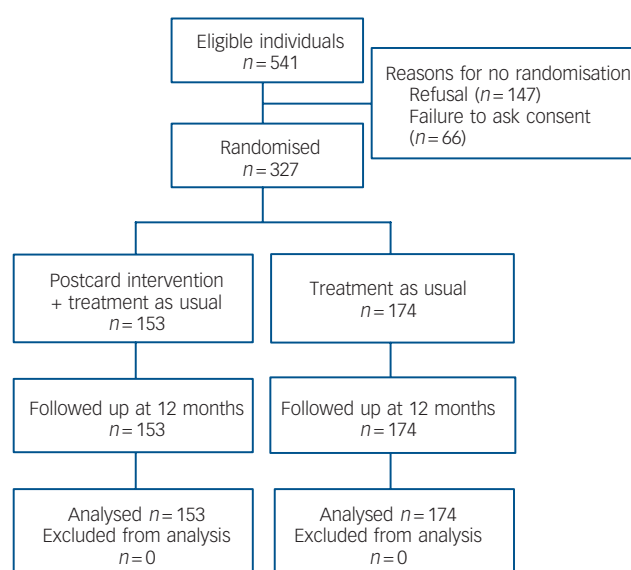 Eligible individuals
n=541
Reasons for no randomisation
Refusal (n=147)
Failure to ask consent
(n=66)
Randomised
n=327
Postcard intervention
+ treatment as usual
n=153
Treatment as usual
n=174
Followed up at 12 months
n=153
Followed up at 12 months
n=174
Analysed n=153
Excluded from analysis
n=0
Analysed n=174
Excluded from analysis
n=0